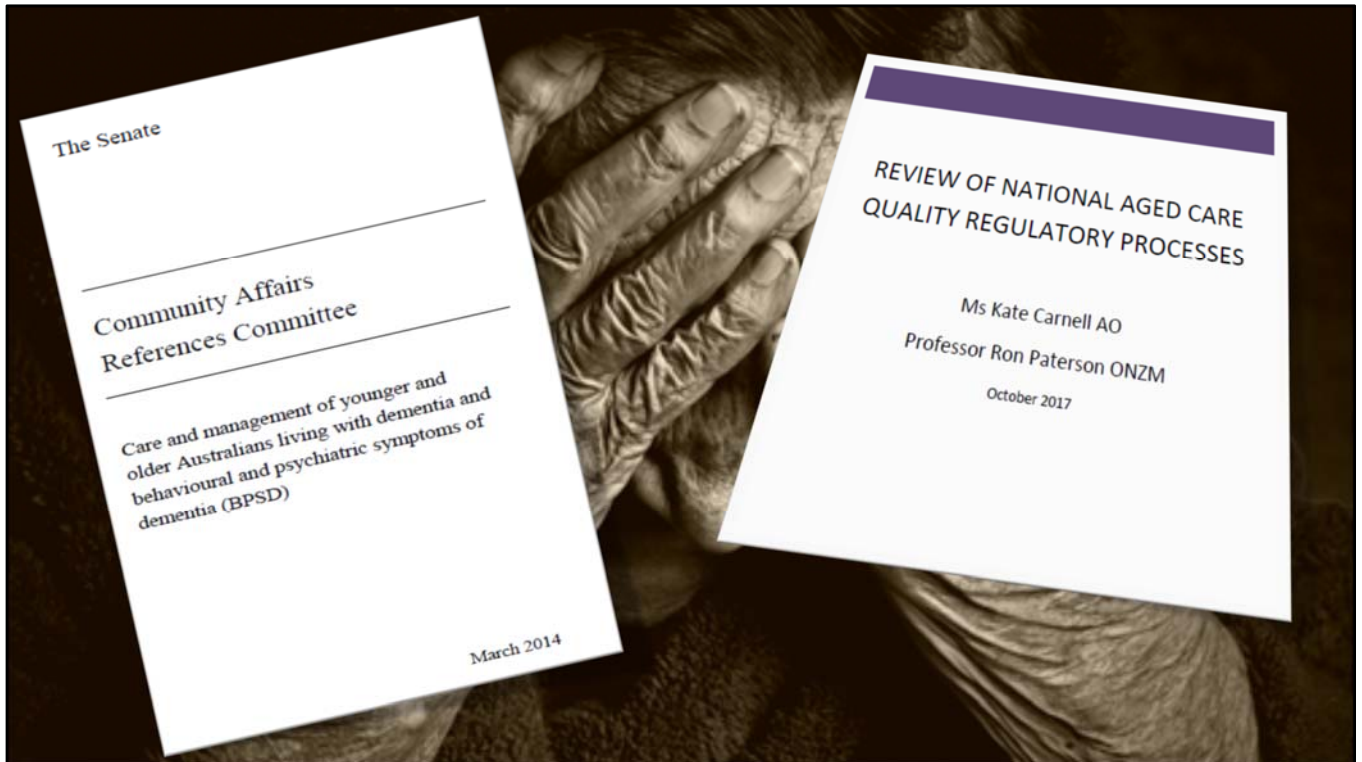 The Senate
Community Affairs
References Committee
Care and management of younger and
older Australians living with dementia and
behavioural and psychiatric symptoms of
dementia (BPSD)
March 2014
REVIEW OF NATIONAL AGED CARE
QUALITY REGULATORY PROCESSES
Ms Kate Carnell AO
Professor Ron Paterson ONZM
October 2017